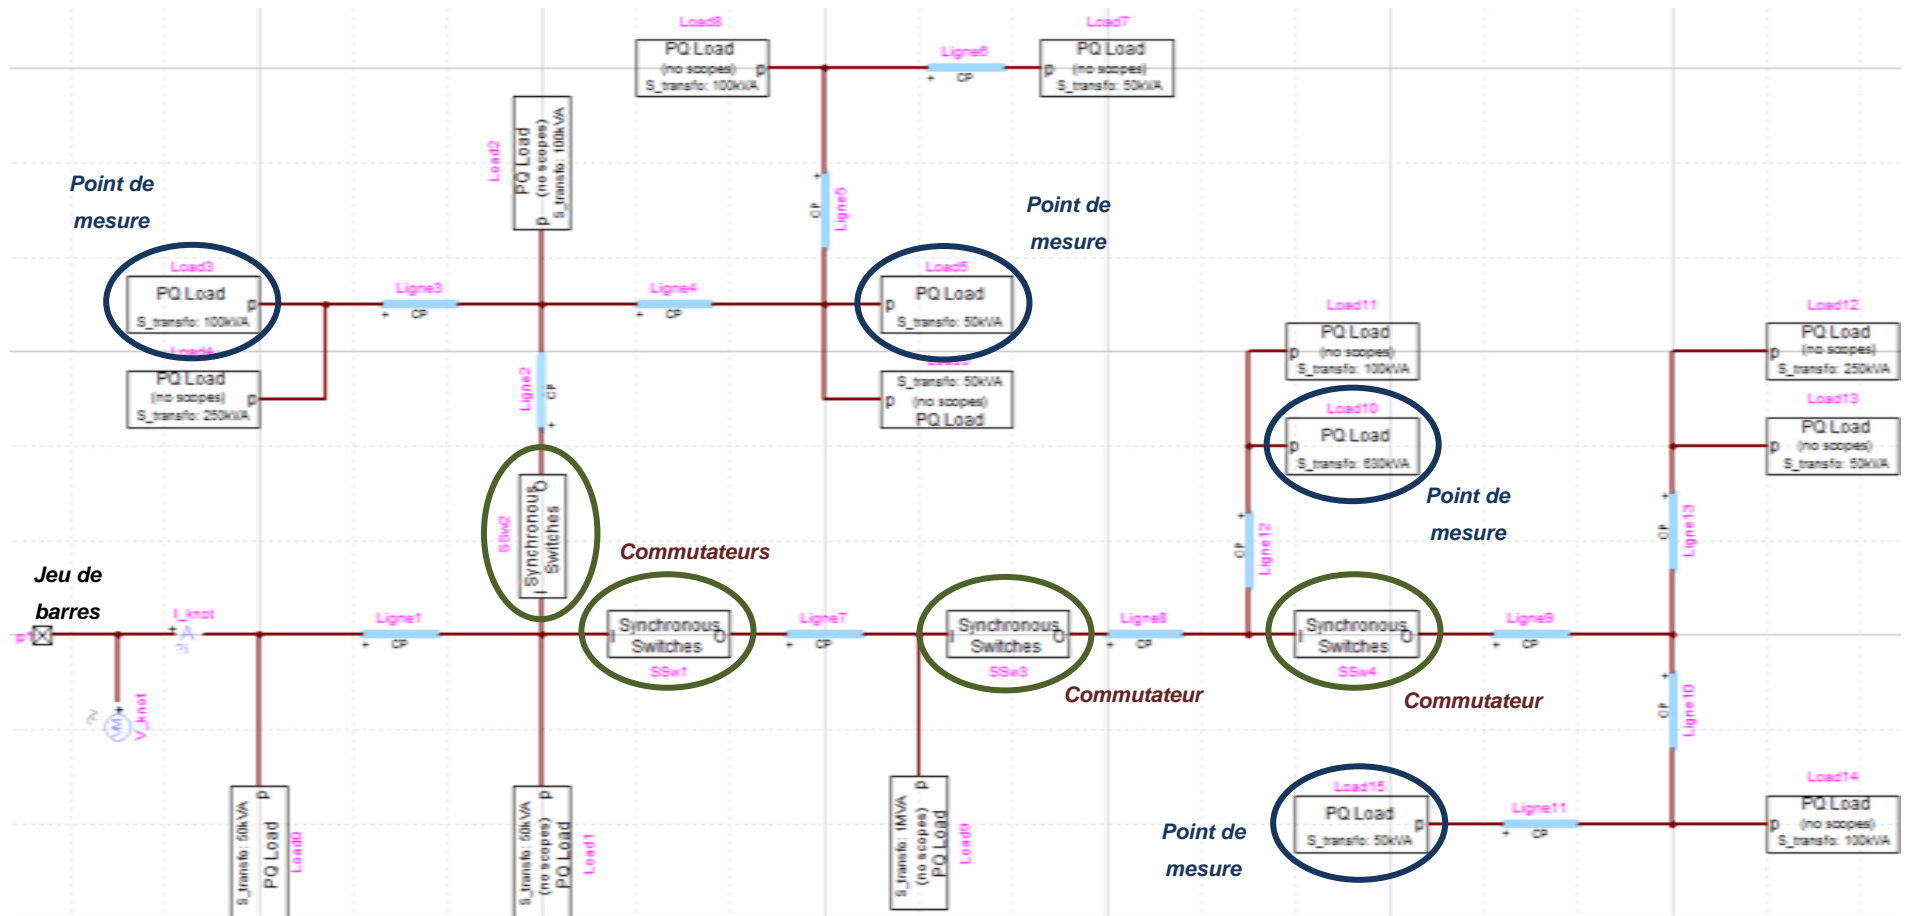 Load8
PQ Load
(no scopes)
p
S_transfo: 100kVA
Ligne6
+
CP
Load7
PQ Load
p
(no scopes)
S_transfo: 50kVA
Load2
PQ Load
(no scopes)
S_transfo: 100kVA
p
Point de
mesure
Load3
PQ Load
p
S_transfo: 100kVA
Load4
PQ Load
(no scopes)
p
S_transfo: 250kVA
Ligne3
+
CP
Ligne4
+
CP
+
CP
Ligne5
Point de
mesure
Load5
PQ Load
p
S_transfo: 50kVA
S_transfo: 50kVA
(no scopes)
p
PQ Load
Ligne2
CP
+
SSw2
O
Synchronous
Switches
I
Commutateurs
Load11
PQ Load
p
(no scopes)
S_transfo: 100kVA
Load10
PQ Load
p
S_transfo: 630kVA
Point de
mesure
Load12
PQ Load
p
(no scopes)
S_transfo: 250kVA
Load13
PQ Load
p
(no scopes)
S_transfo: 50kVA
+
CP
Ligne12
+
CP
Ligne13
Jeu de
barres
p1
+
I_knot
A
?i
+
VM
?v
V_knot
Ligne1
+
CP
I
Synchronous
Switches
O
SSw1
Ligne7
+
CP
I
Synchronous
Switches
O
SSw3
Commutateur
Ligne8
+
CP
I
Synchronous
Switches
O
SSw4
Commutateur
Ligne9
+
CP
+
CP
Ligne10
p
S_transfo: 50kVA
PQ Load
Load0
p
S_transfo: 50kVA
(no scopes)
PQ Load
Load1
p
S_transfo: 1MVA
(no scopes)
PQ Load
Load9
Point de
mesure
Load15
PQ Load
p
S_transfo: 50kVA
Ligne11
+
CP
Load14
PQ Load
p
(no scopes)
S_transfo: 100kVA